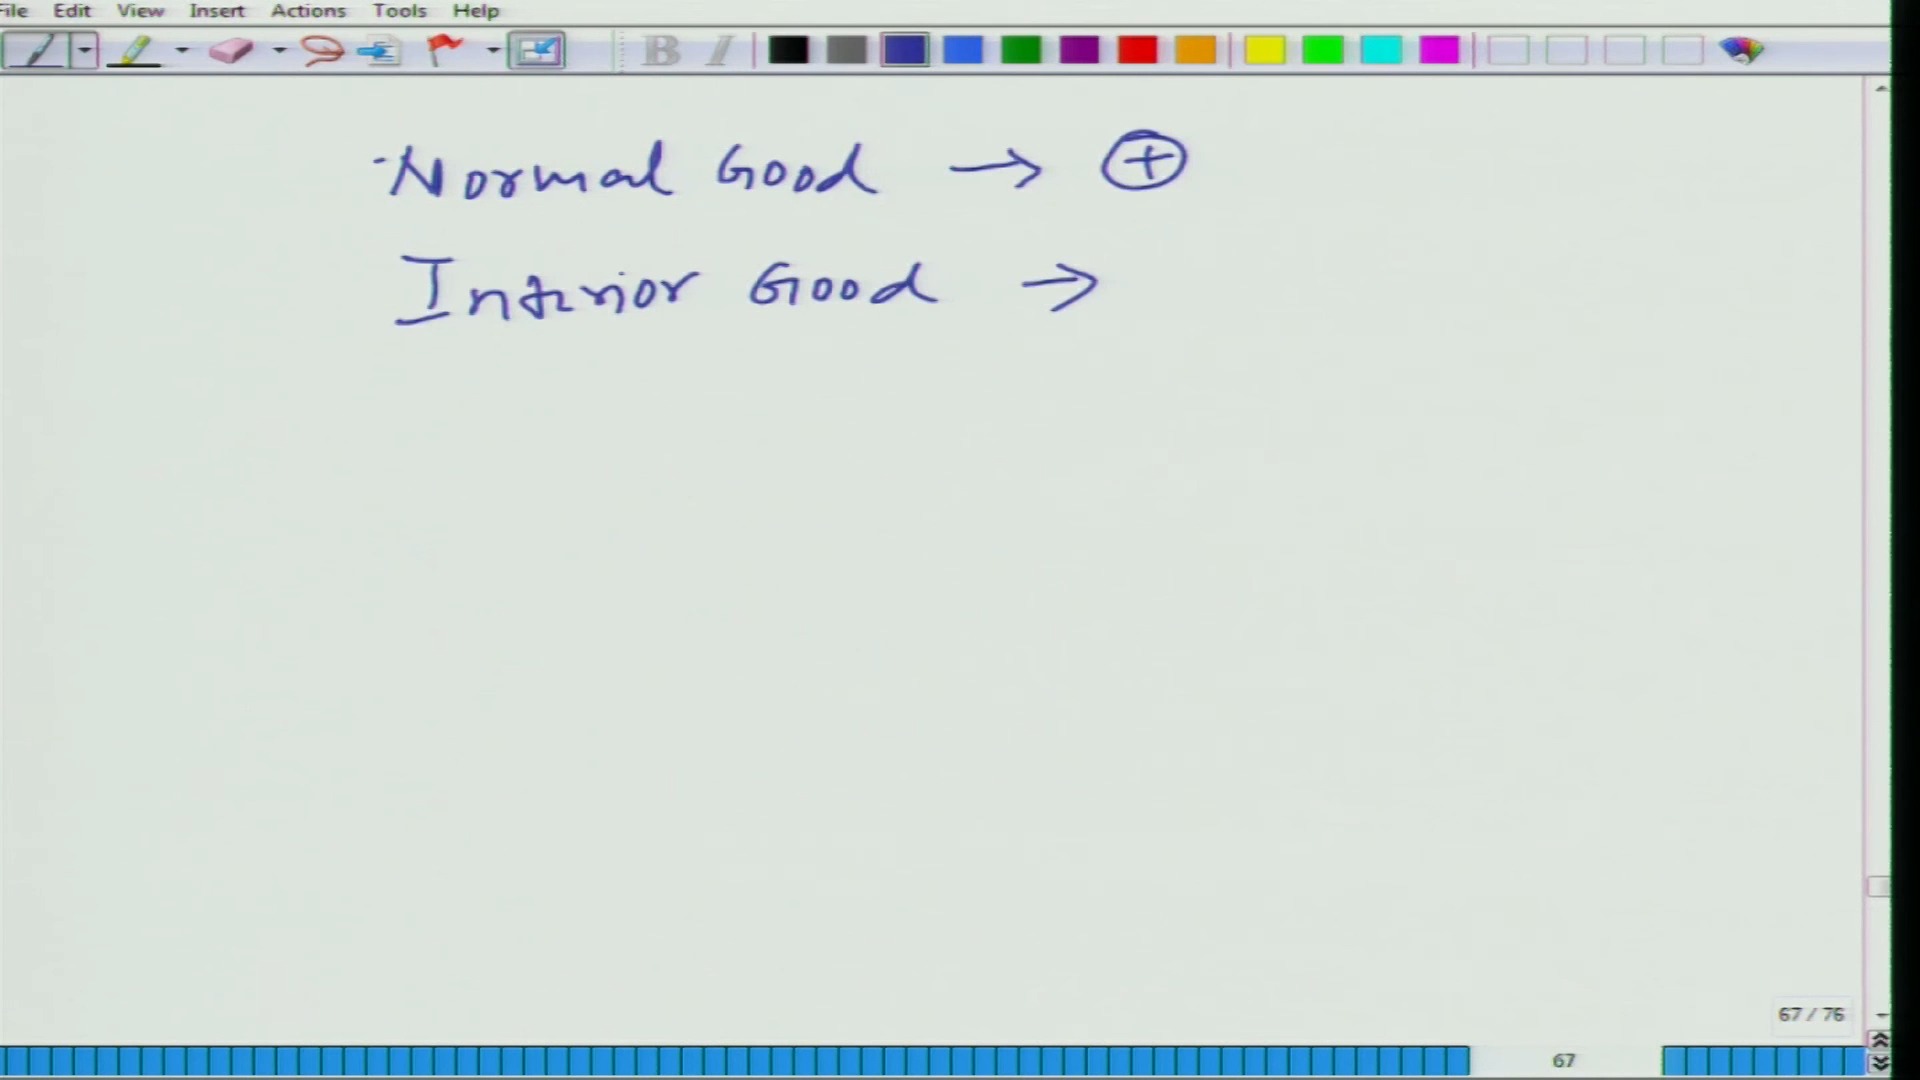 File Edit View Insert Actions Tools Help
B I
Normal Good → ⊕
Inferior Good →
67 / 76
67